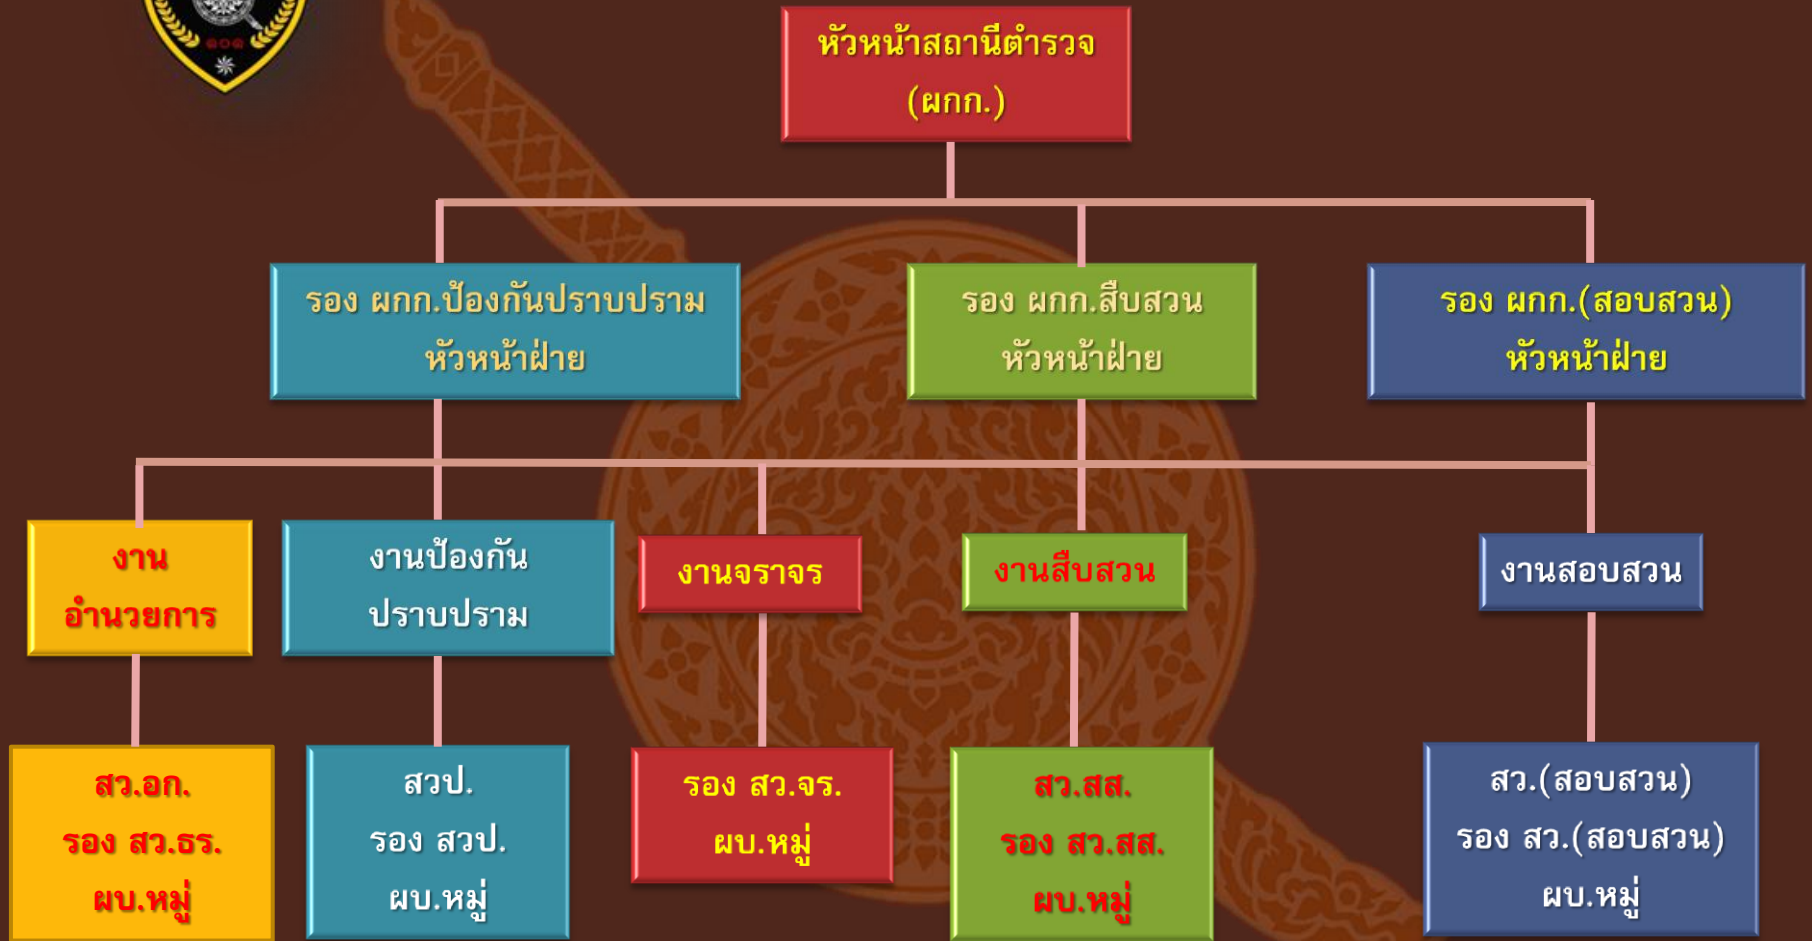 ๑๐๑
หัวหน้าสถานีตำรวจ
(ผกก.)
รอง ผกก.ป้องกันปราบปราม
หัวหน้าฝ่าย
รอง ผกก.สืบสวน
หัวหน้าฝ่าย
รอง ผกก.(สอบสวน)
หัวหน้าฝ่าย
งาน
อำนวยการ
งานป้องกัน
ปราบปราม
งานจราจร
งานสืบสวน
งานสอบสวน
สว.อก.
รอง สว.ธร.
ผบ.หมู่
สวป.
รอง สวป.
ผบ.หมู่
รอง สว.จร.
ผบ.หมู่
สว.สส.
รอง สว.สส.
ผบ.หมู่
สว.(สอบสวน)
รอง สว.(สอบสวน)
ผบ.หมู่